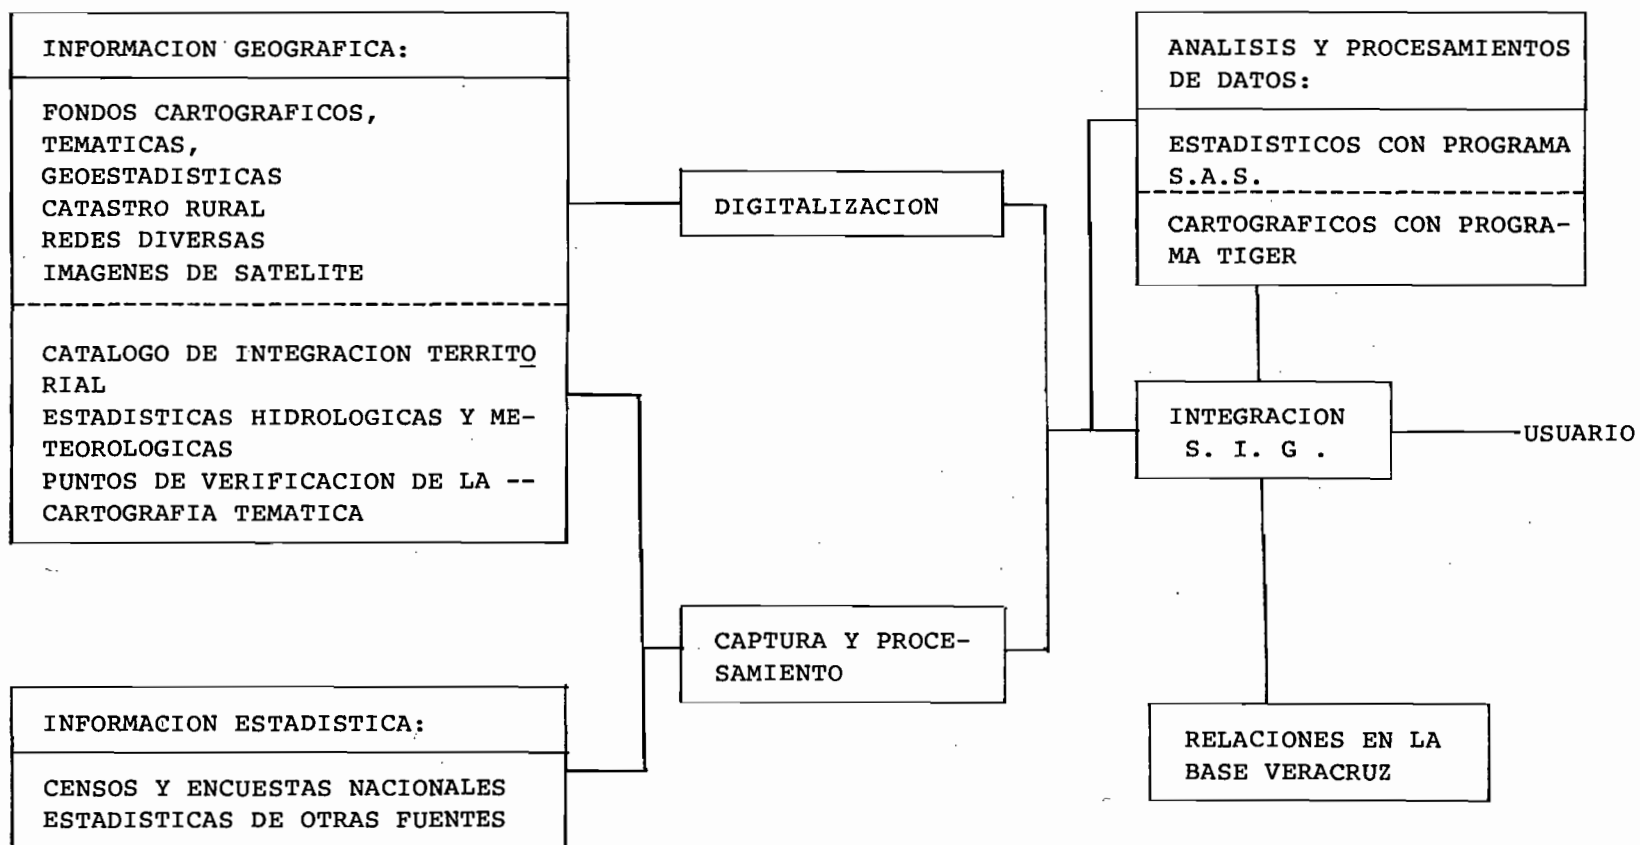 INFORMACION GEOGRAFICA:
FONDOS CARTOGRAFICOS,
TEMATICAS,
GEOESTADISTICAS
CATASTRO RURAL
REDES DIVERSAS
IMAGENES DE SATELITE
CATALOGO DE INTEGRACION TERRITO
RIAL
ESTADISTICAS HIDROLOGICAS Y ME-
TEOROLOGICAS
PUNTOS DE VERIFICACION DE LA --
CARTOGRAFIA TEMATICA
INFORMACION ESTADISTICA:
CENSOS Y ENCUESTAS NACIONALES
ESTADISTICAS DE OTRAS FUENTES
DIGITALIZACION
CAPTURA Y PROCE-
SAMIENTO
ANALISIS Y PROCESAMIENTOS
DE DATOS:
ESTADISTICOS CON PROGRAMA
S.A.S.
CARTOGRAFICOS CON PROGRA-
MA TIGER
INTEGRACION
S. I. G .
USUARIO
RELACIONES EN LA
BASE VERACRUZ